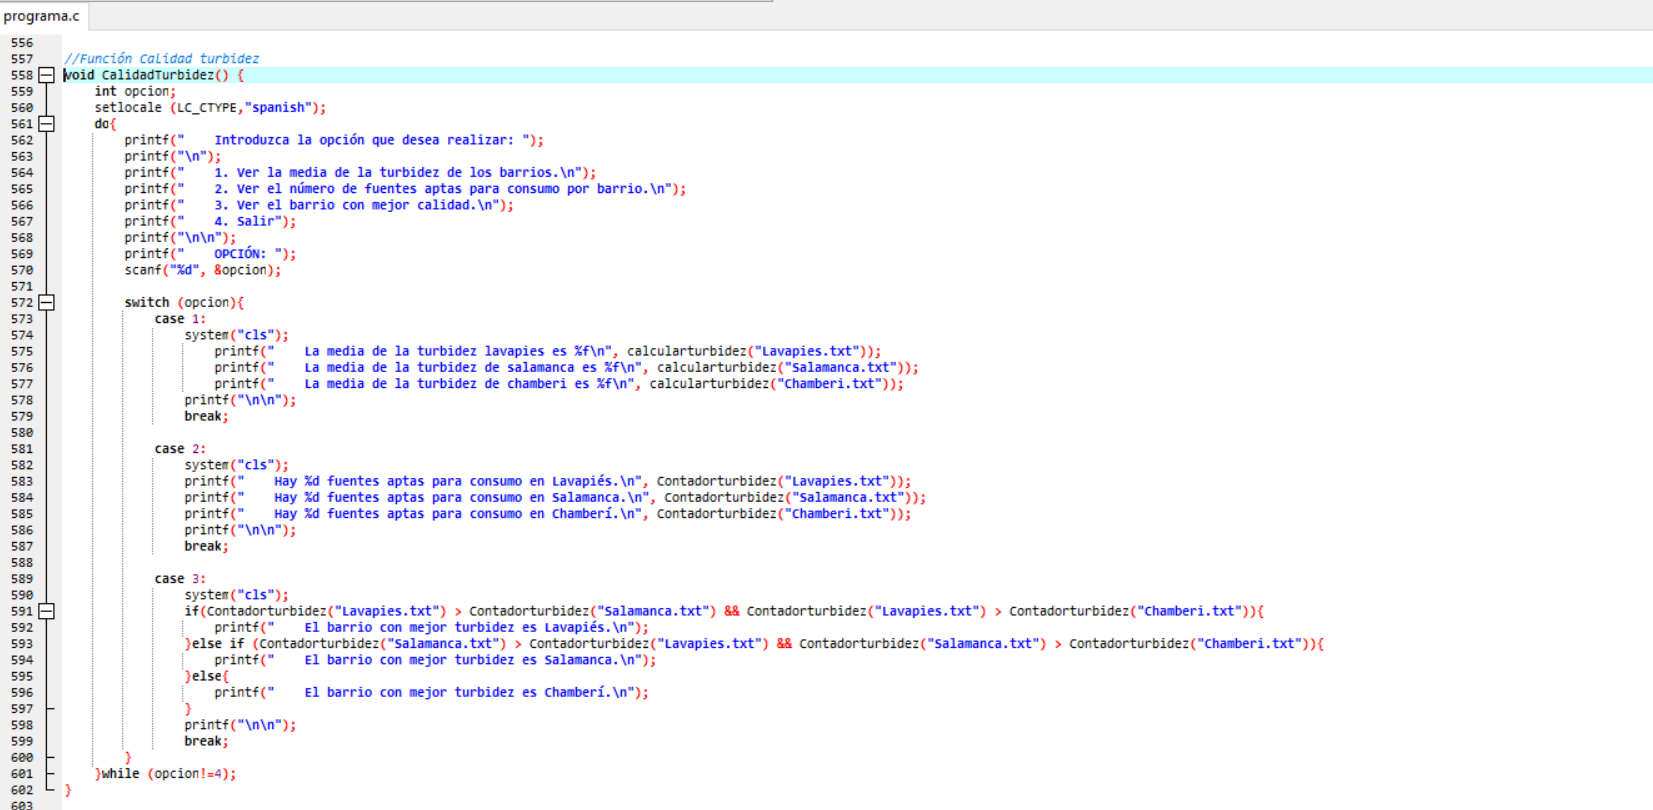 programa.c
556
557 //Función Calidad turbidez
558 void CalidadTurbidez() {
559 int opcion;
560 setlocale (LC_CTYPE,"spanish");
561 do{
562 printf("    Introduzca la opción que desea realizar: ");
563 printf("\n");
564 printf("    1. Ver la media de la turbidez de los barrios.\n");
565 printf("    2. Ver el número de fuentes aptas para consumo por barrio.\n");
566 printf("    3. Ver el barrio con mejor calidad.\n");
567 printf("    4. Salir");
568 printf("\n\n");
569 printf("    OPCIÓN: ");
570 scanf("%d", &opcion);
571
572 switch (opcion){
573 case 1:
574 system("cls");
575 printf("    La media de la turbidez lavapies es %f\n", calcularturbidez("Lavapies.txt"));
576 printf("    La media de la turbidez de salamanca es %f\n", calcularturbidez("Salamanca.txt"));
577 printf("    La media de la turbidez de chamberi es %f\n", calcularturbidez("Chamberi.txt"));
578 printf("\n\n");
579 break;
580
581 case 2:
582 system("cls");
583 printf("    Hay %d fuentes aptas para consumo en Lavapiés.\n", Contadorturbidez("Lavapies.txt"));
584 printf("    Hay %d fuentes aptas para consumo en Salamanca.\n", Contadorturbidez("Salamanca.txt"));
585 printf("    Hay %d fuentes aptas para consumo en Chamberí.\n", Contadorturbidez("Chamberi.txt"));
586 printf("\n\n");
587 break;
588
589 case 3:
590 system("cls");
591 if(Contadorturbidez("Lavapies.txt") > Contadorturbidez("Salamanca.txt") && Contadorturbidez("Lavapies.txt") > Contadorturbidez("Chamberi.txt")){
592 printf("    El barrio con mejor turbidez es Lavapiés.\n");
593 }else if (Contadorturbidez("Salamanca.txt") > Contadorturbidez("Lavapies.txt") && Contadorturbidez("Salamanca.txt") > Contadorturbidez("Chamberi.txt")){
594 printf("    El barrio con mejor turbidez es Salamanca.\n");
595 }else{
596 printf("    El barrio con mejor turbidez es Chamberí.\n");
597 }
598 printf("\n\n");
599 break;
600 }
601 }while (opcion!=4);
602 }
603